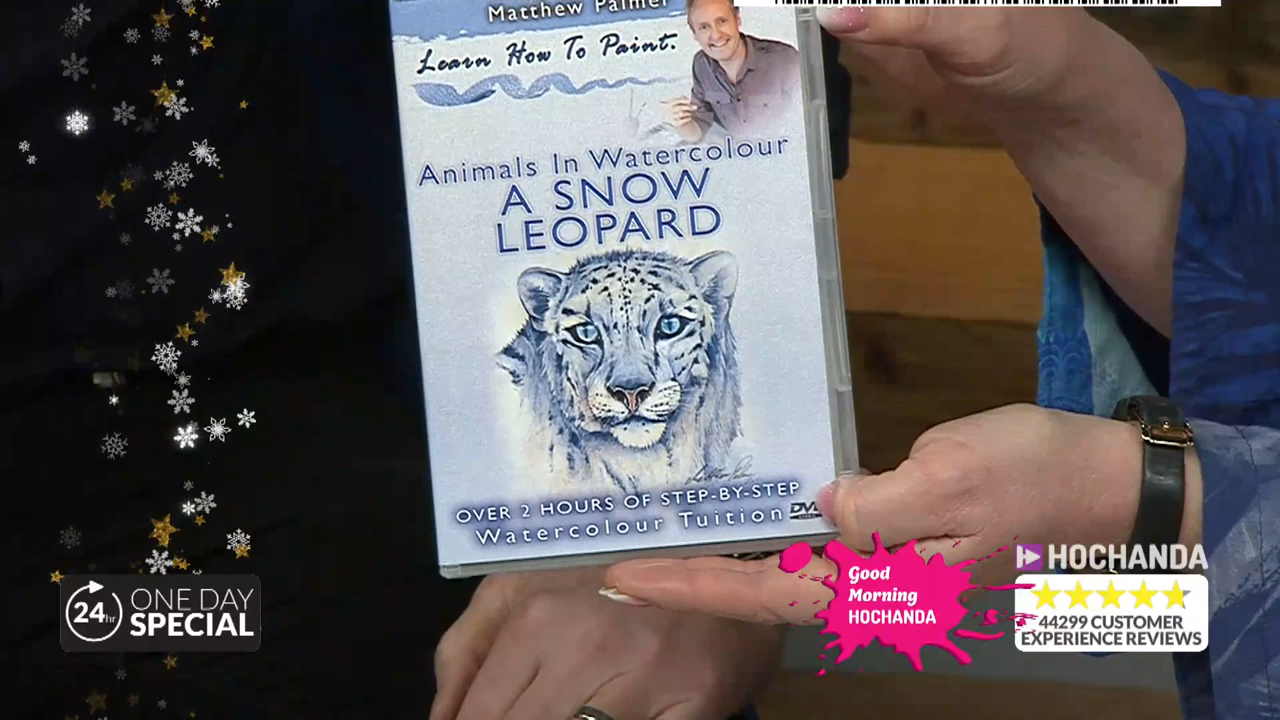 Matthew Palmer
Learn How To Paint.
Animals In Watercolour
A SNOW
LEOPARD
OVER 2 HOURS OF STEP-BY-STEP
Watercolour Tuition
DVD
24hr
ONE DAY
SPECIAL
Good
Morning
HOCHANDA
HOCHANDA
44299 CUSTOMER
EXPERIENCE REVIEWS